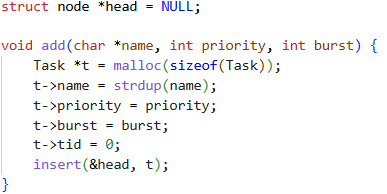 struct node *head = NULL;

void add(char *name, int priority, int burst) {
    Task *t = malloc(sizeof(Task));
    t->name = strdup(name);
    t->priority = priority;
    t->burst = burst;
    t->tid = 0;
    insert(&head, t);
}